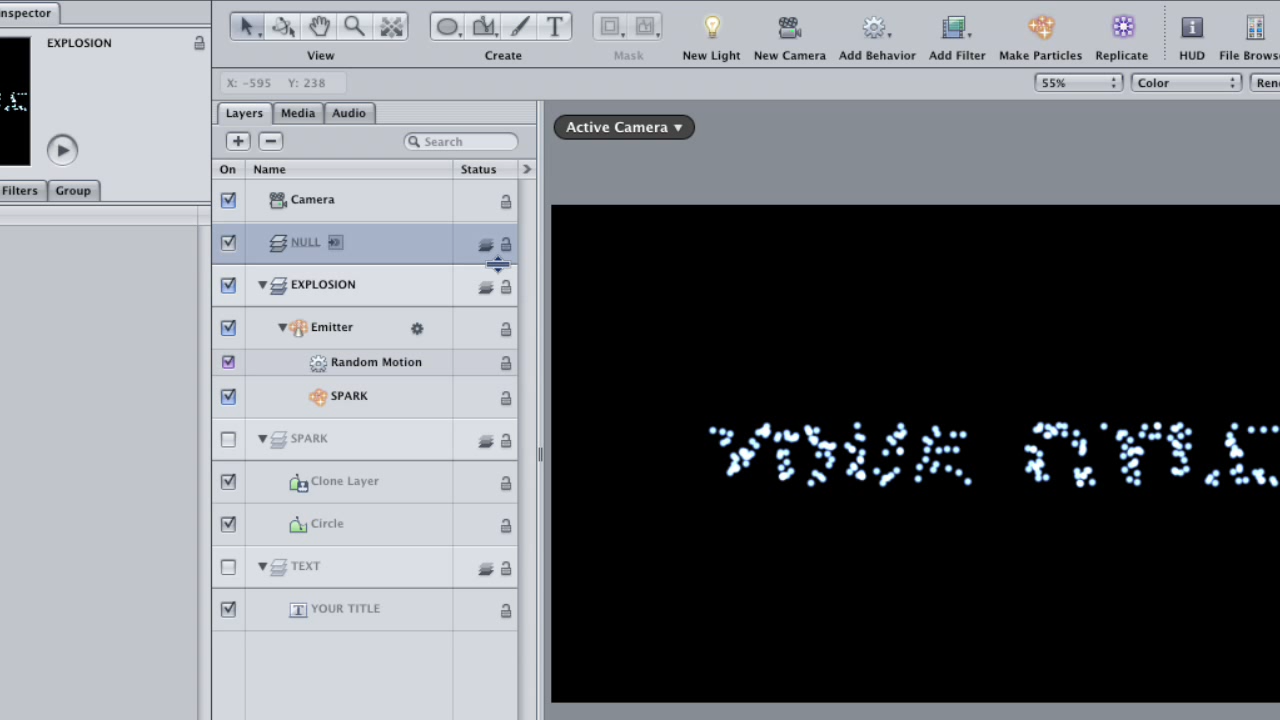 nspector
EXPLOSION
Filters
Group
View
Create
Mask
New Light
New Camera
Add Behavior
Add Filter
Make Particles
Replicate
HUD
File Brows
X: -595 Y: 238
55%
Color
Ren
Layers
Media
Audio
Search
On
Name
Status
Camera
NULL
EXPLOSION
Emitter
Random Motion
SPARK
SPARK
Clone Layer
Circle
TEXT
T YOUR TITLE
Active Camera